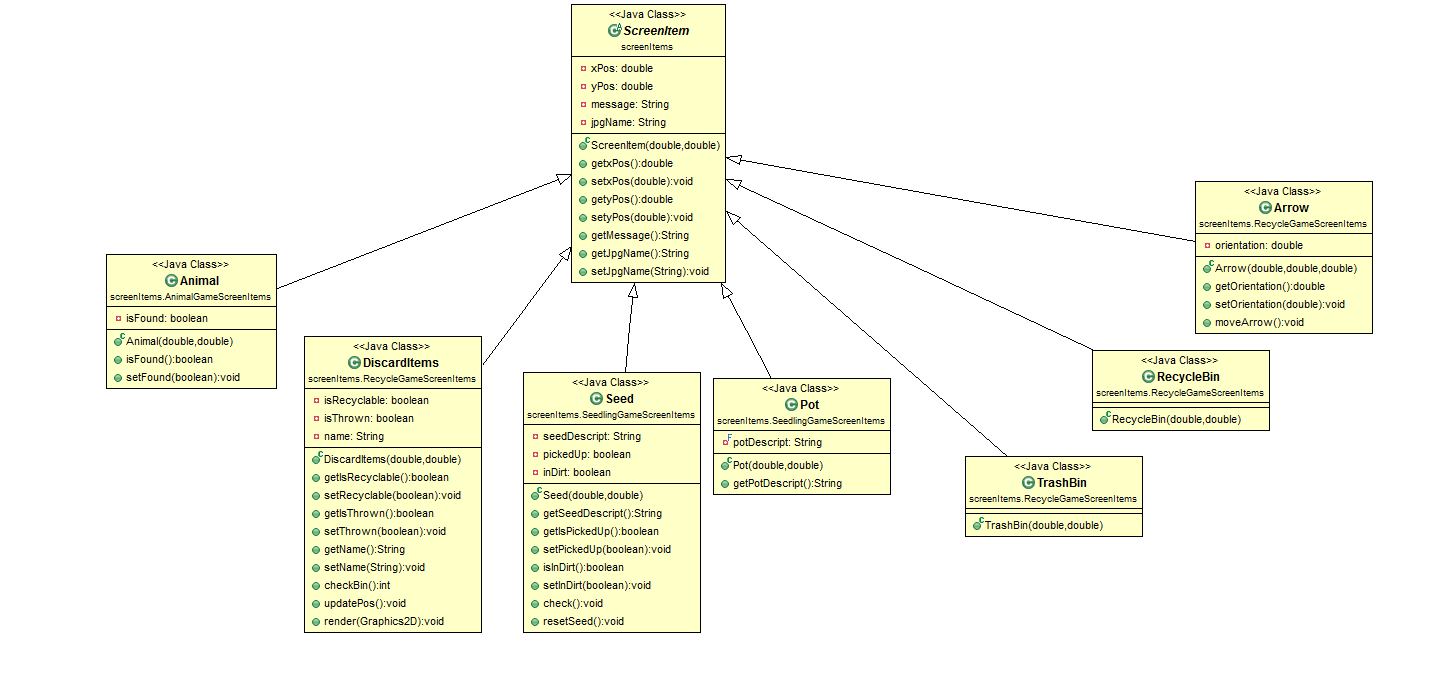 <<Java Class>>
ScreenItem
screenItems
xPos: double
yPos: double
message: String
jpgName: String
ScreenItem(double,double)
getxPos():double
setxPos(double):void
getyPos():double
setyPos(double):void
getMessage():String
getJpgName():String
setJpgName(String):void
<<Java Class>>
Animal
screenItems.AnimalGameScreenItems
isFound: boolean
Animal(double,double)
isFound():boolean
setFound(boolean):void
<<Java Class>>
DiscardItems
screenItems.RecycleGameScreenItems
isRecyclable: boolean
isThrown: boolean
name: String
DiscardItems(double,double)
getIsRecyclable():boolean
setRecyclable(boolean):void
getIsThrown():boolean
setThrown(boolean):void
getName():String
setName(String):void
checkBin():int
updatePos():void
render(Graphics2D):void
<<Java Class>>
Seed
screenItems.SeedlingGameScreenItems
seedDescript: String
pickedUp: boolean
inDirt: boolean
Seed(double,double)
getSeedDescript():String
getIsPickedUp():boolean
setPickedUp(boolean):void
isInDirt():boolean
setInDirt(boolean):void
check():void
resetSeed():void
<<Java Class>>
Pot
screenItems.SeedlingGameScreenItems
potDescript: String
Pot(double,double)
getPotDescript():String
<<Java Class>>
TrashBin
screenItems.RecycleGameScreenItems
TrashBin(double,double)
<<Java Class>>
RecycleBin
screenItems.RecycleGameScreenItems
RecycleBin(double,double)
<<Java Class>>
Arrow
screenItems.RecycleGameScreenItems
orientation: double
Arrow(double,double,double)
getOrientation():double
setOrientation(double):void
moveArrow():void